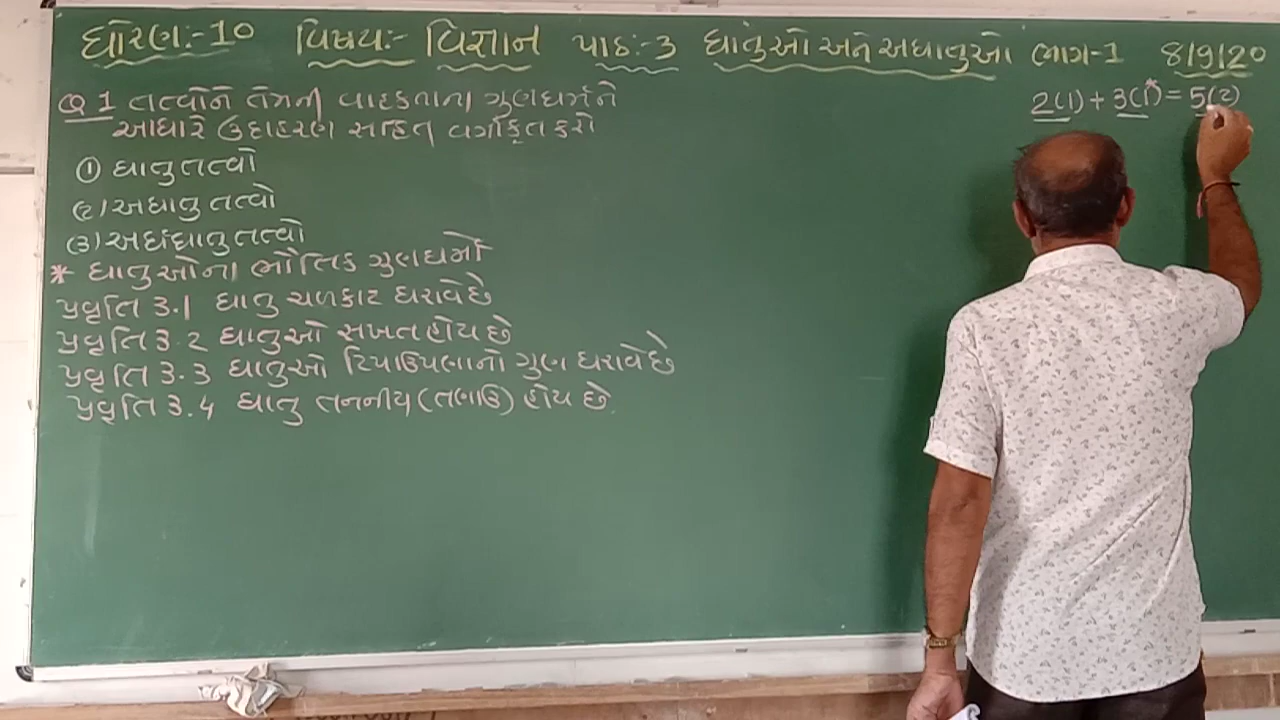 ધોરણ:-10 વિષય:- વિજ્ઞાન પાઠ:-3 ધાતુઓ અને અધાતુઓ ભાગ-1 8/9/20
2(1) + 3(1)* = 5(2)
Q 1 તત્વોને તેમની વાહકતાના ગુણધર્મને
આધારે ઉદાહરણ સહિત વર્ગીકૃત કરો
(1) ધાતુતત્વો
(2) અધાતુ તત્વો
(3) અર્ધધાતુ તત્વો
* ધાતુઓના ભૌતિક ગુણધર્મો
પ્રવૃતિ 3.1 ધાતુ ચળકાટ ધરાવે છે
પ્રવૃતિ 3.2 ધાતુઓ સખત હોય છે
પ્રવૃતિ 3.3 ધાતુઓ ટિપાઉપણાનો ગુણ ધરાવે છે
પ્રવૃતિ 3.4 ધાતુ તનનીય (તણાઉ) હોય છે.